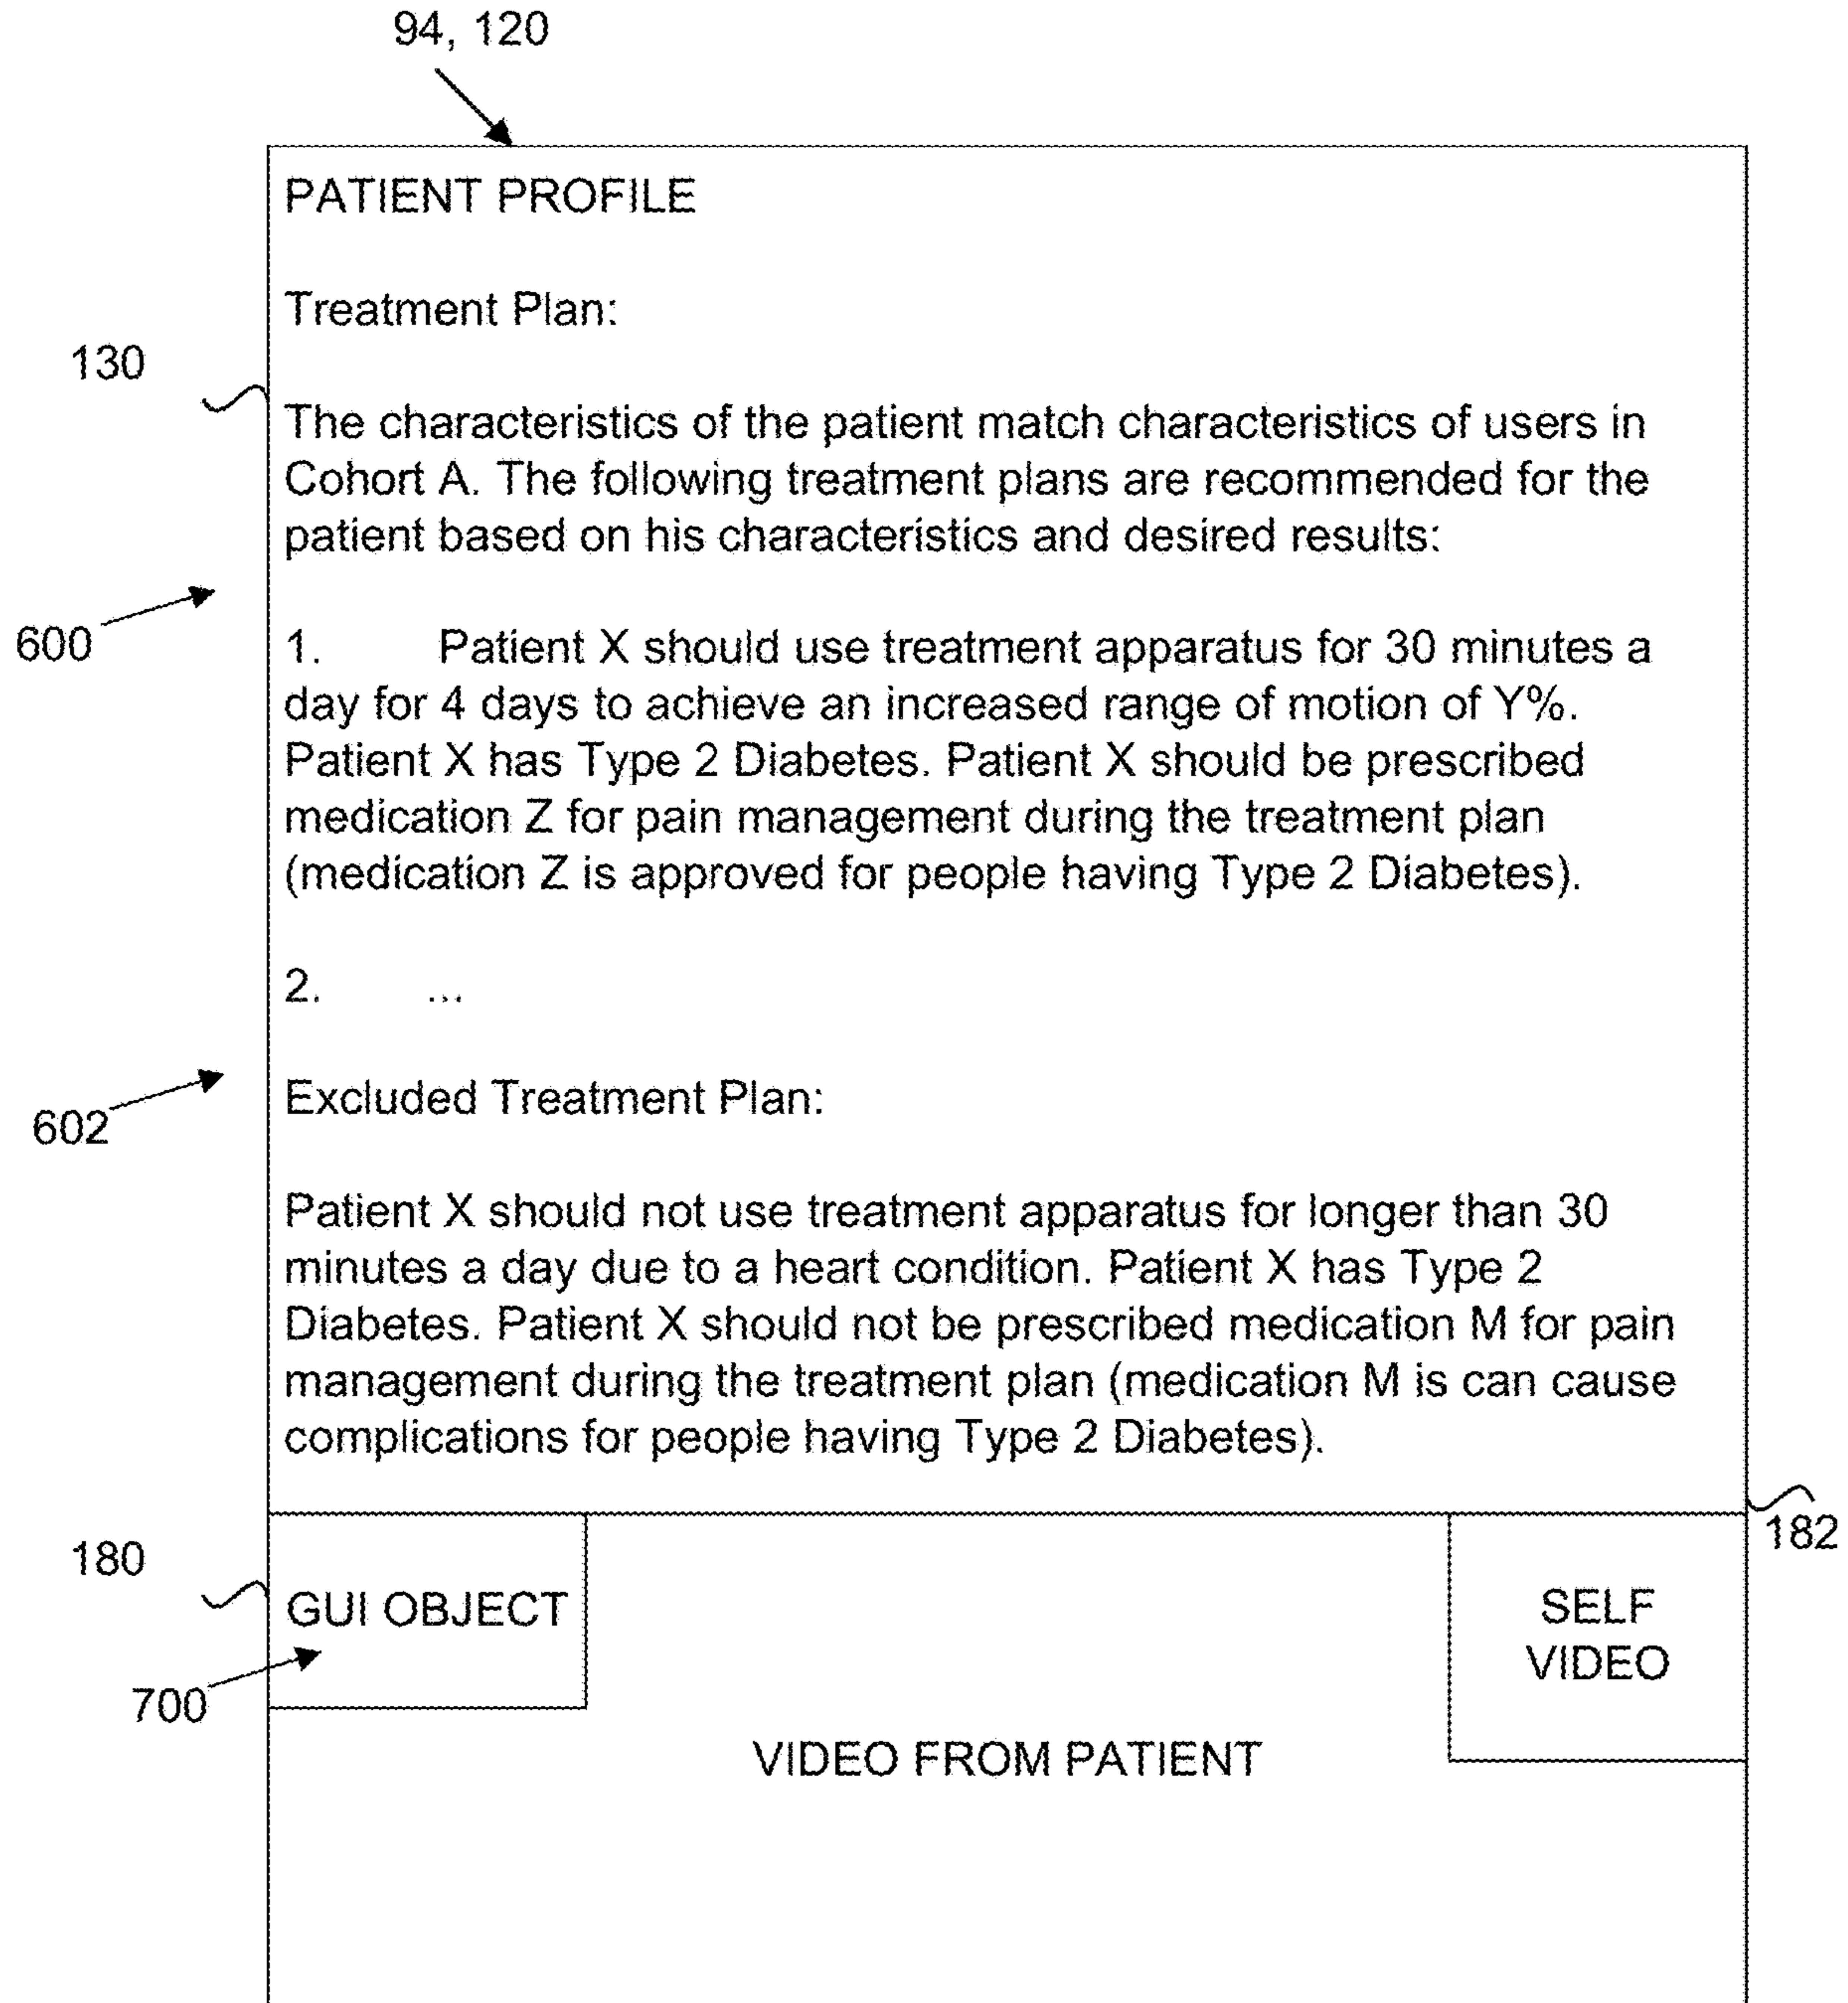 94, 120
PATIENT PROFILE
Treatment Plan:
130
The characteristics of the patient match characteristics of users in
Cohort A. The following treatment plans are recommended for the
patient based on his characteristics and desired results:
600
1. Patient X should use treatment apparatus for 30 minutes a
day for 4 days to achieve an increased range of motion of Y%.
Patient X has Type 2 Diabetes. Patient X should be prescribed
medication Z for pain management during the treatment plan
(medication Z is approved for people having Type 2 Diabetes).
2. ...
602
Excluded Treatment Plan:
Patient X should not use treatment apparatus for longer than 30
minutes a day due to a heart condition. Patient X has Type 2
Diabetes. Patient X should not be prescribed medication M for pain
management during the treatment plan (medication M is can cause
complications for people having Type 2 Diabetes).
182
180
GUI OBJECT
700
SELF
VIDEO
VIDEO FROM PATIENT